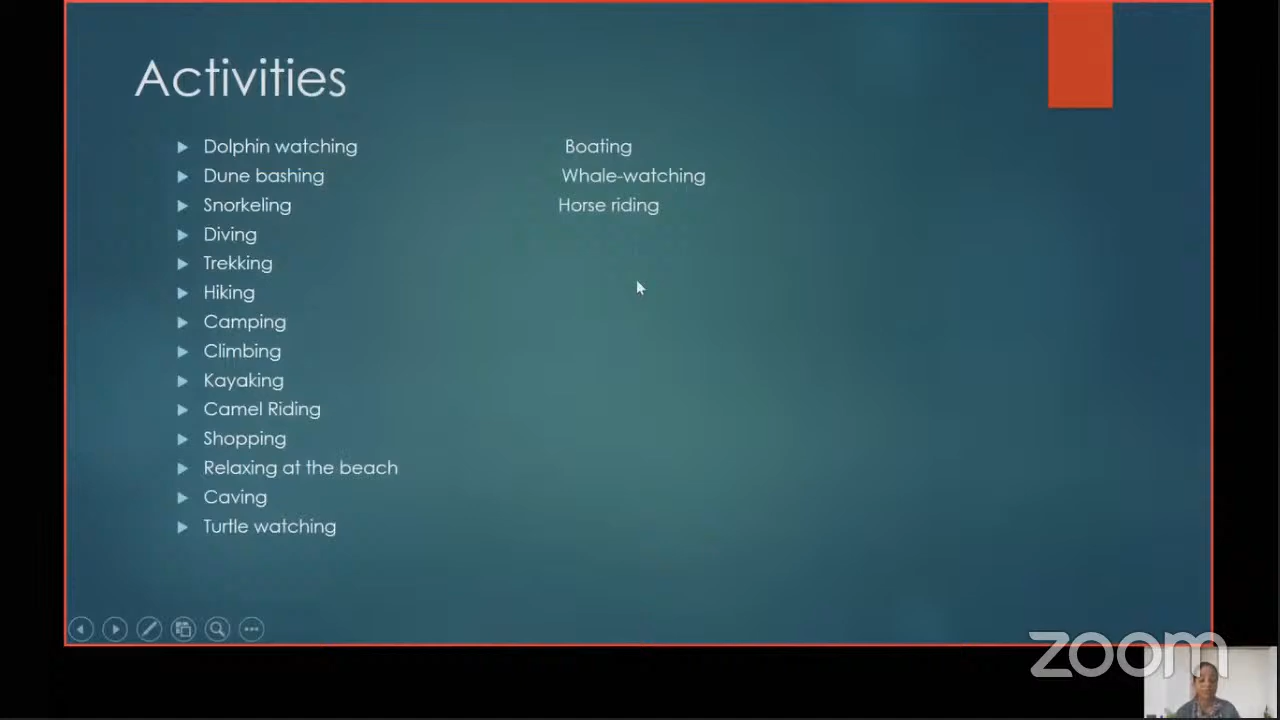 Activities
Dolphin watching Boating
Dune bashing Whale-watching
Snorkeling Horse riding
Diving
Trekking
Hiking
Camping
Climbing
Kayaking
Camel Riding
Shopping
Relaxing at the beach
Caving
Turtle watching
zoom